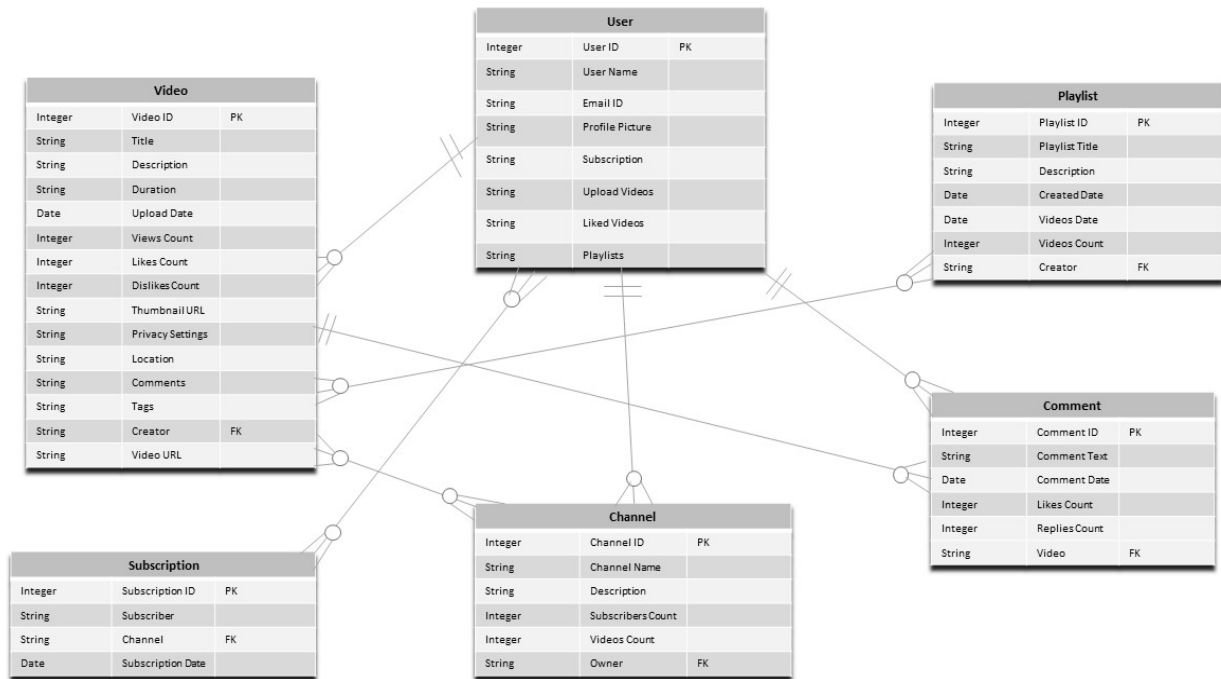 User
Integer User ID PK
String User Name
String Email ID
String Profile Picture
String Subscription
String Upload Videos
String Liked Videos
String Playlists
Video
Integer Video ID PK
String Title
String Description
String Duration
Date Upload Date
Integer Views Count
Integer Likes Count
Integer Dislikes Count
String Thumbnail URL
String Privacy Settings
String Location
String Comments
String Tags
String Creator FK
String Video URL
Playlist
Integer Playlist ID PK
String Playlist Title
String Description
Date Created Date
Date Videos Date
Integer Videos Count
String Creator FK
Comment
Integer Comment ID PK
String Comment Text
Date Comment Date
Integer Likes Count
Integer Replies Count
String Video FK
Channel
Integer Channel ID PK
String Channel Name
String Description
Integer Subscribers Count
Integer Videos Count
String Owner FK
Subscription
Integer Subscription ID PK
String Subscriber
String Channel FK
Date Subscription Date